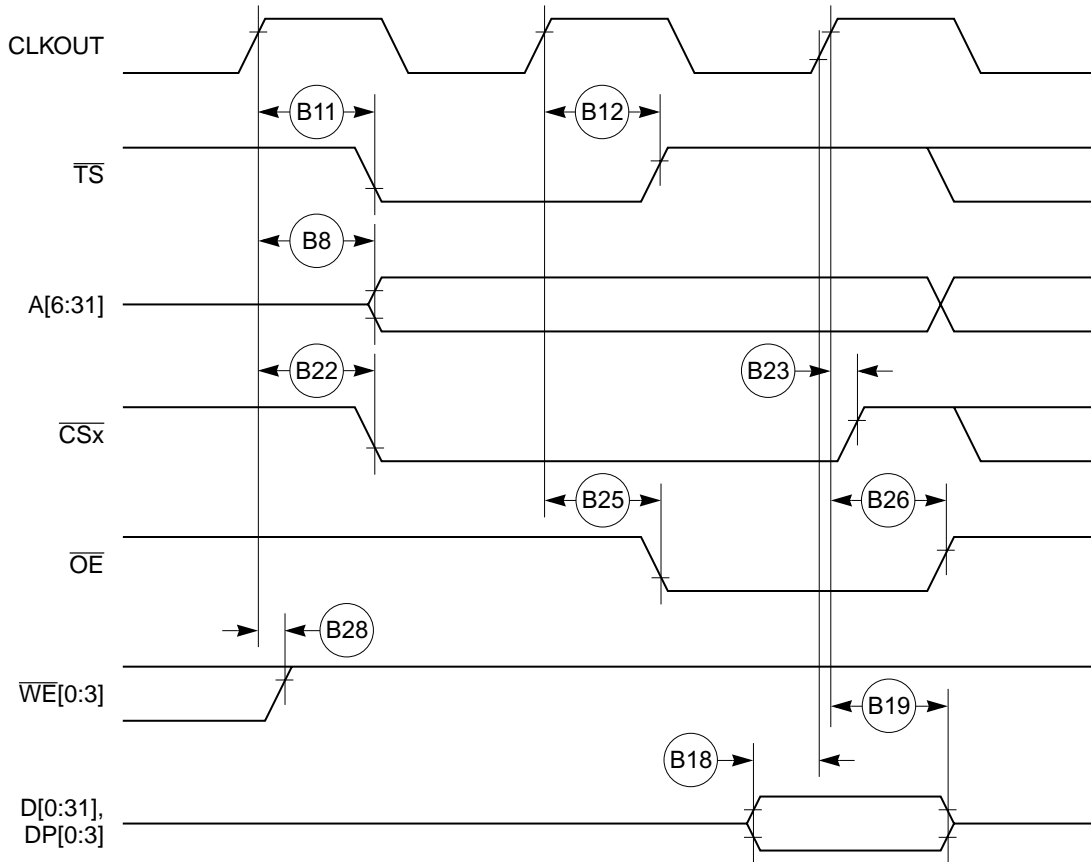 CLKOUT
B11
B12
TS
B8
A[6:31]
B22
B23
CSx
B25
B26
OE
B28
WE[0:3]
B19
B18
D[0:31],
DP[0:3]